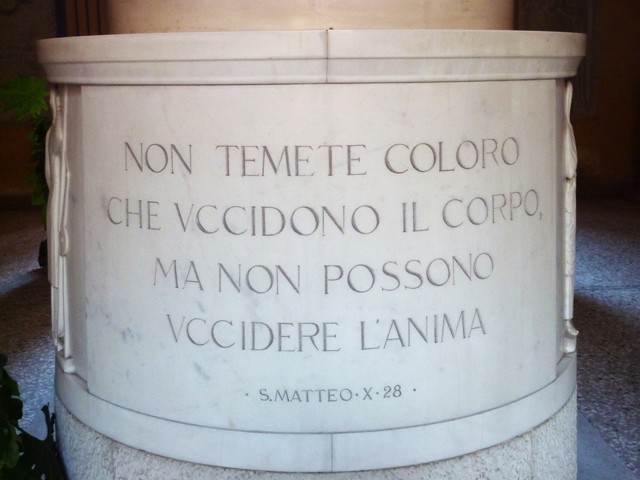 NON TEMETE COLORO
CHE VCCIDONO IL CORPO,
MA NON POSSONO
VCCIDERE L'ANIMA
· S. MATTEO · X · 28 ·